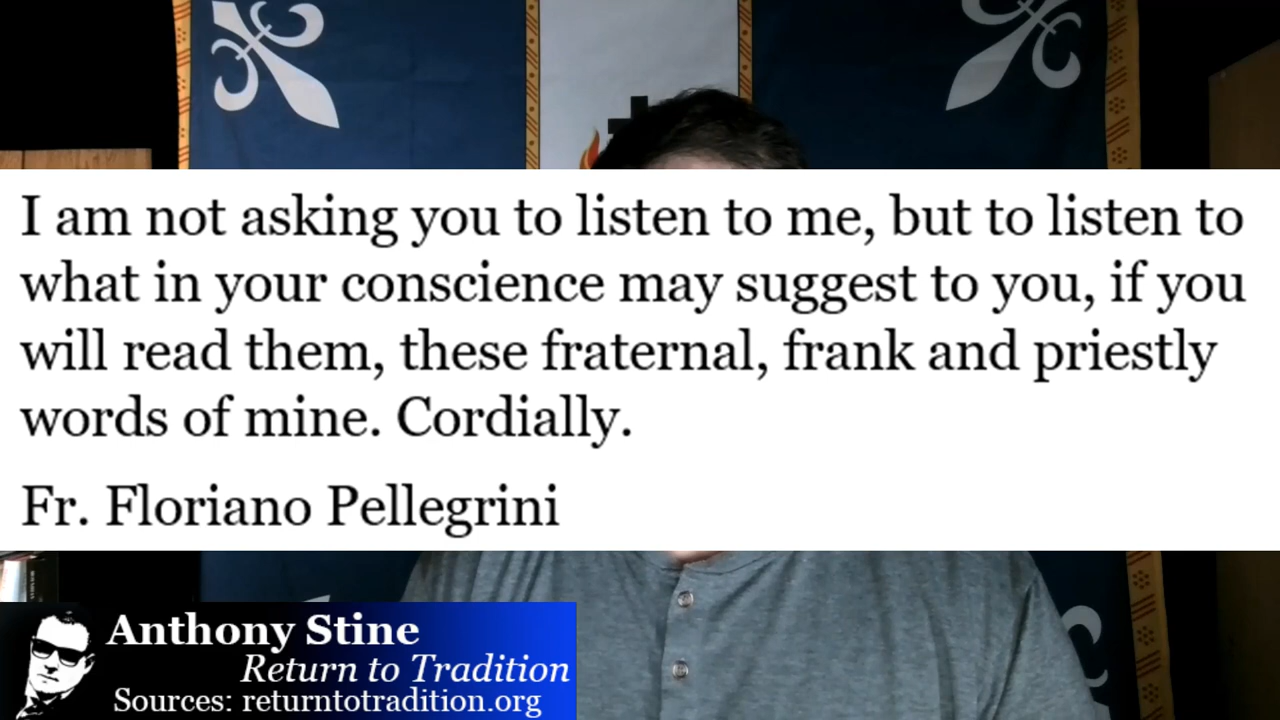 I am not asking you to listen to me, but to listen to
what in your conscience may suggest to you, if you
will read them, these fraternal, frank and priestly
words of mine. Cordially.
Fr. Floriano Pellegrini
Anthony Stine
Return to Tradition
Sources: returntotradition.org